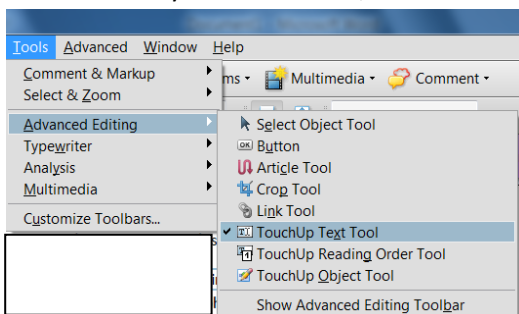 Tools Advanced Window Help
Comment & Markup
Select & Zoom
ms Multimedia Comment
Advanced Editing
Typewriter
Analysis
Multimedia
Customize Toolbars...
Select Object Tool
OK Button
Article Tool
Crop Tool
Link Tool
TouchUp Text Tool
TouchUp Reading Order Tool
TouchUp Object Tool
Show Advanced Editing Toolbar